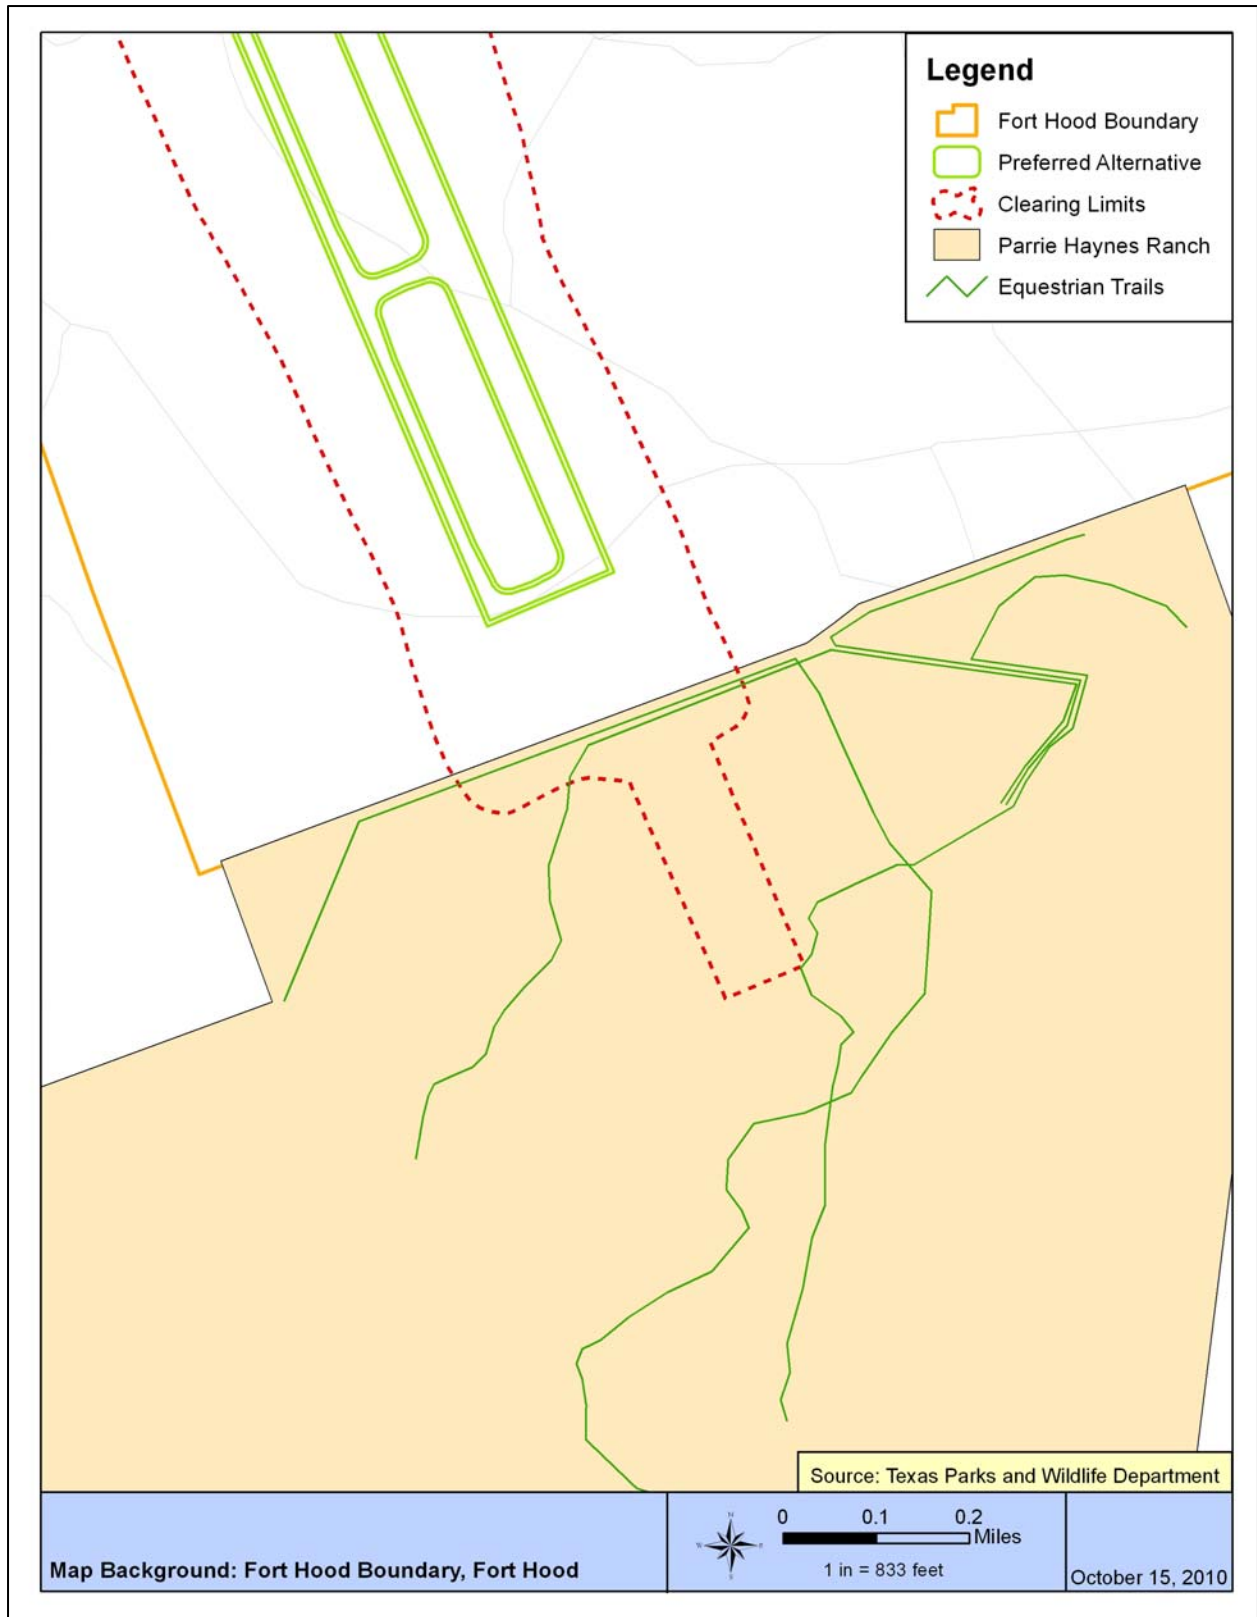 Legend
Fort Hood Boundary
Preferred Alternative
Clearing Limits
Parrie Haynes Ranch
Equestrian Trails
Source: Texas Parks and Wildlife Department
Map Background: Fort Hood Boundary, Fort Hood
N
W E
S
0 0.1 0.2
Miles
1 in = 833 feet
October 15, 2010